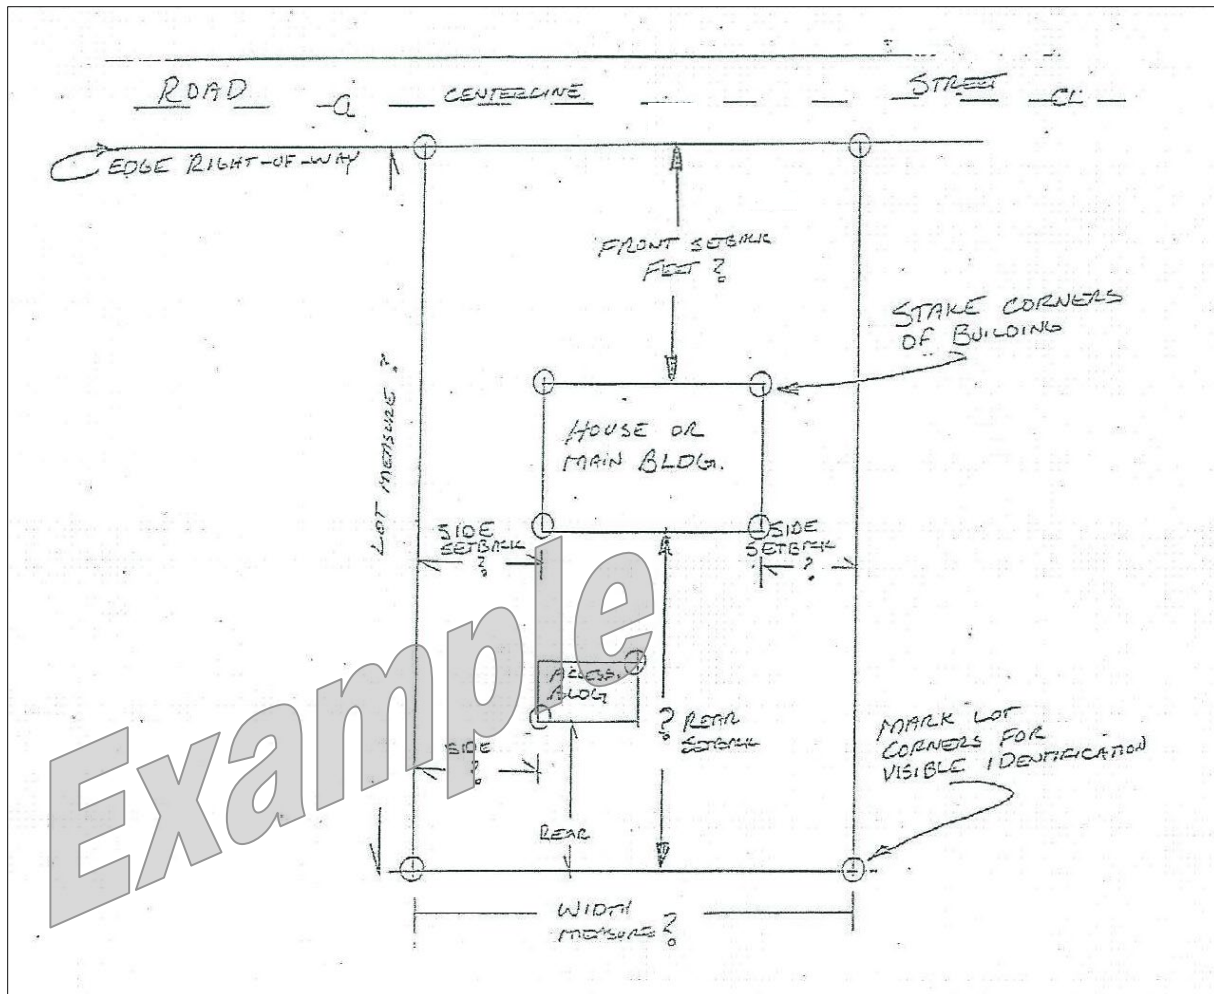 ROAD
CENTERLINE
STREET
CL
EDGE RIGHT-OF-WAY
FRONT SETBACK
FEET ?
STAKE CORNERS
OF BUILDING
LOT MEASURE ?
HOUSE OR
MAIN BLDG.
SIDE
SETBACK
?
SIDE
SETBACK
?
ACCESS.
BLDG
? REAR
SETBACK
SIDE
?
REAR
MARK LOT
CORNERS FOR
VISIBLE IDENTIFICATION
WIDTH
MEASURE?
Example